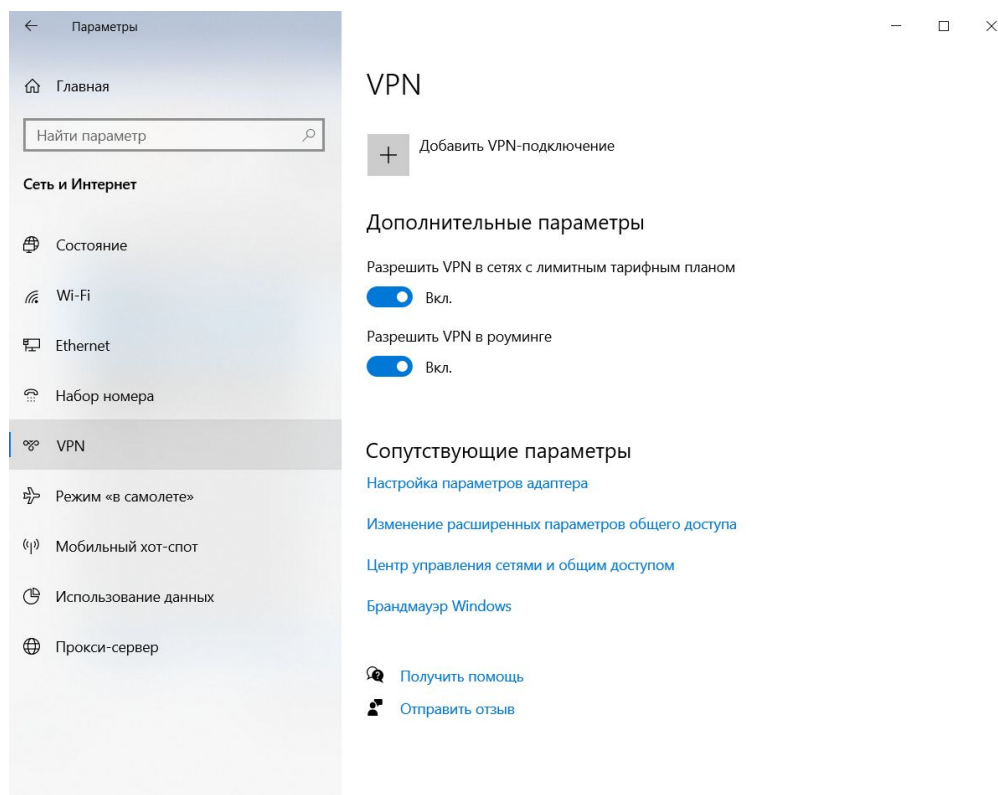 Параметры
Главная
Найти параметр
Сеть и Интернет
Состояние
Wi-Fi
Ethernet
Набор номера
VPN
Режим «в самолете»
Мобильный хот-спот
Использование данных
Прокси-сервер
VPN
Добавить VPN-подключение
Дополнительные параметры
Разрешить VPN в сетях с лимитным тарифным планом
Вкл.
Разрешить VPN в роуминге
Вкл.
Сопутствующие параметры
Настройка параметров адаптера
Изменение расширенных параметров общего доступа
Центр управления сетями и общим доступом
Брандмауэр Windows
Получить помощь
Отправить отзыв